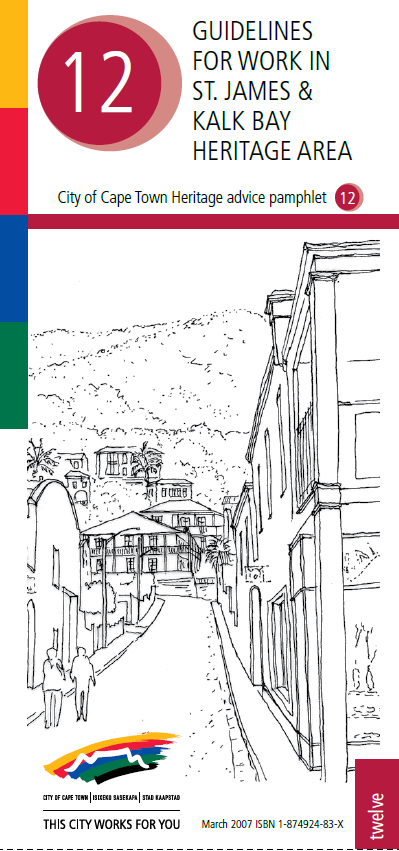 12
GUIDELINES
FOR WORK IN
ST. JAMES &
KALK BAY
HERITAGE AREA
City of Cape Town Heritage advice pamphlet 12
CITY OF CAPE TOWN | ISIXEKO SASEKAPA | STAD KAAPSTAD
THIS CITY WORKS FOR YOU
March 2007 ISBN 1-874924-83-X
twelve